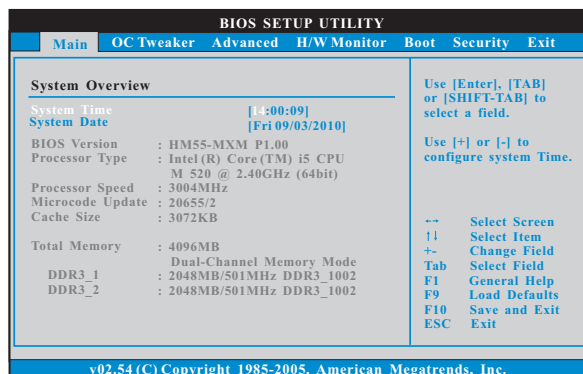 BIOS SETUP UTILITY
Main OC Tweaker Advanced H/W Monitor Boot Security Exit
System Overview
System Time [14:00:09]
System Date [Fri 09/03/2010]
BIOS Version : HM55-MXM P1.00
Processor Type : Intel (R) Core (TM) i5 CPU
M 520 @ 2.40GHz (64bit)
Processor Speed : 3004MHz
Microcode Update : 20655/2
Cache Size : 3072KB
Total Memory : 4096MB
Dual-Channel Memory Mode
DDR3_1 : 2048MB/501MHz DDR3_1002
DDR3_2 : 2048MB/501MHz DDR3_1002
Use [Enter], [TAB]
or [SHIFT-TAB] to
select a field.
Use [+] or [-] to
configure system Time.
←→ Select Screen
↑↓ Select Item
+- Change Field
Tab Select Field
F1 General Help
F9 Load Defaults
F10 Save and Exit
ESC Exit
v02.54 (C) Copyright 1985-2005, American Megatrends, Inc.